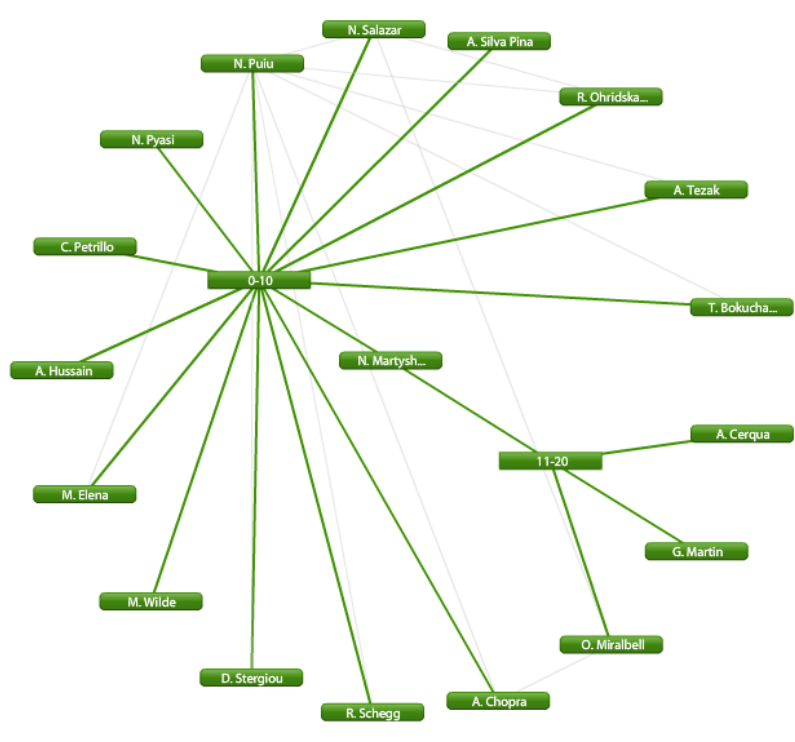 N. Salazar
A. Silva Pina
N. Puiu
R. Ohridska...
N. Pyasi
A. Tezak
C. Petrillo
0-10
T. Bokucha...
N. Martysh...
A. Hussain
A. Cerqua
11-20
M. Elena
G. Martin
M. Wilde
O. Miralbell
D. Stergiou
A. Chopra
R. Schegg